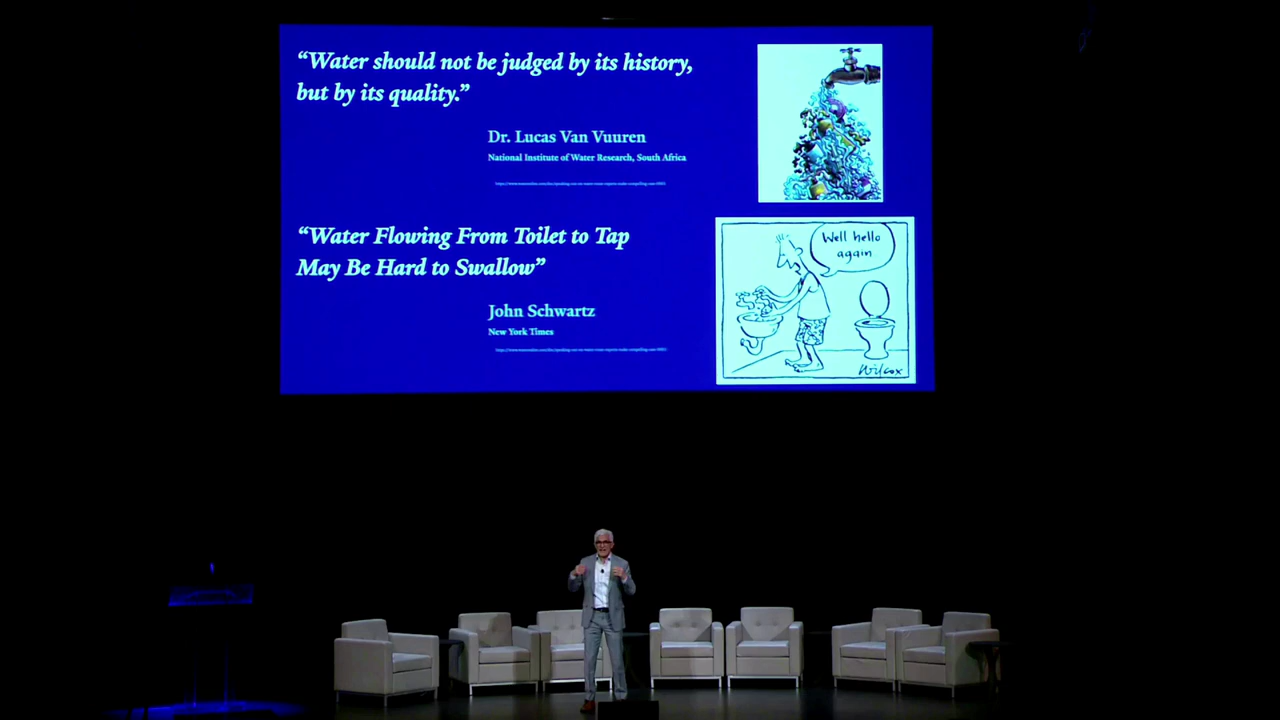 “Water should not be judged by its history,
but by its quality.”
Dr. Lucas Van Vuuren
National Institute of Water Research, South Africa
“Water Flowing From Toilet to Tap
May Be Hard to Swallow”
John Schwartz
New York Times
Well hello
again
Wilcox